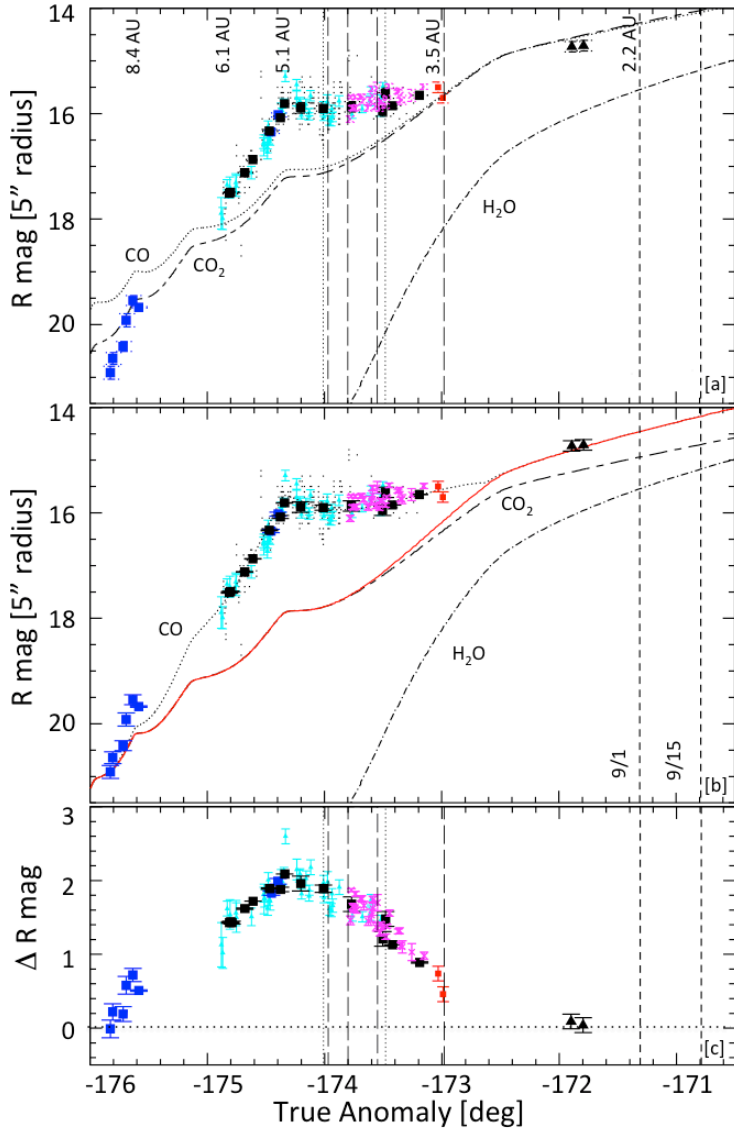 14
16
18
20
R mag [5″ radius]
8.4 AU
6.1 AU
5.1 AU
3.5 AU
2.2 AU
CO
CO₂
H₂O
[a]
14
16
18
20
R mag [5″ radius]
CO
CO₂
H₂O
9/1
9/15
[b]
3
2
1
0
Δ R mag
[c]
-176
-175
-174
-173
-172
-171
True Anomaly [deg]